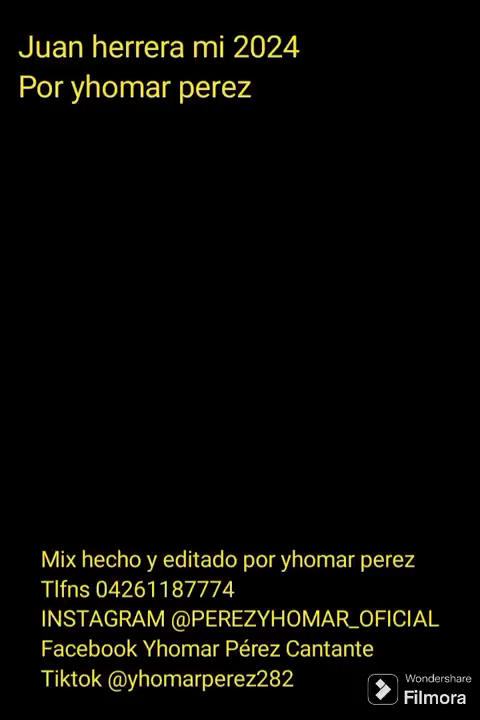 Juan herrera mi 2024
Por yhomar perez
Mix hecho y editado por yhomar perez
Tlfns 04261187774
INSTAGRAM @PEREZYHOMAR_OFICIAL
Facebook Yhomar Pérez Cantante
Tiktok @yhomarperez282
Wondershare
Filmora